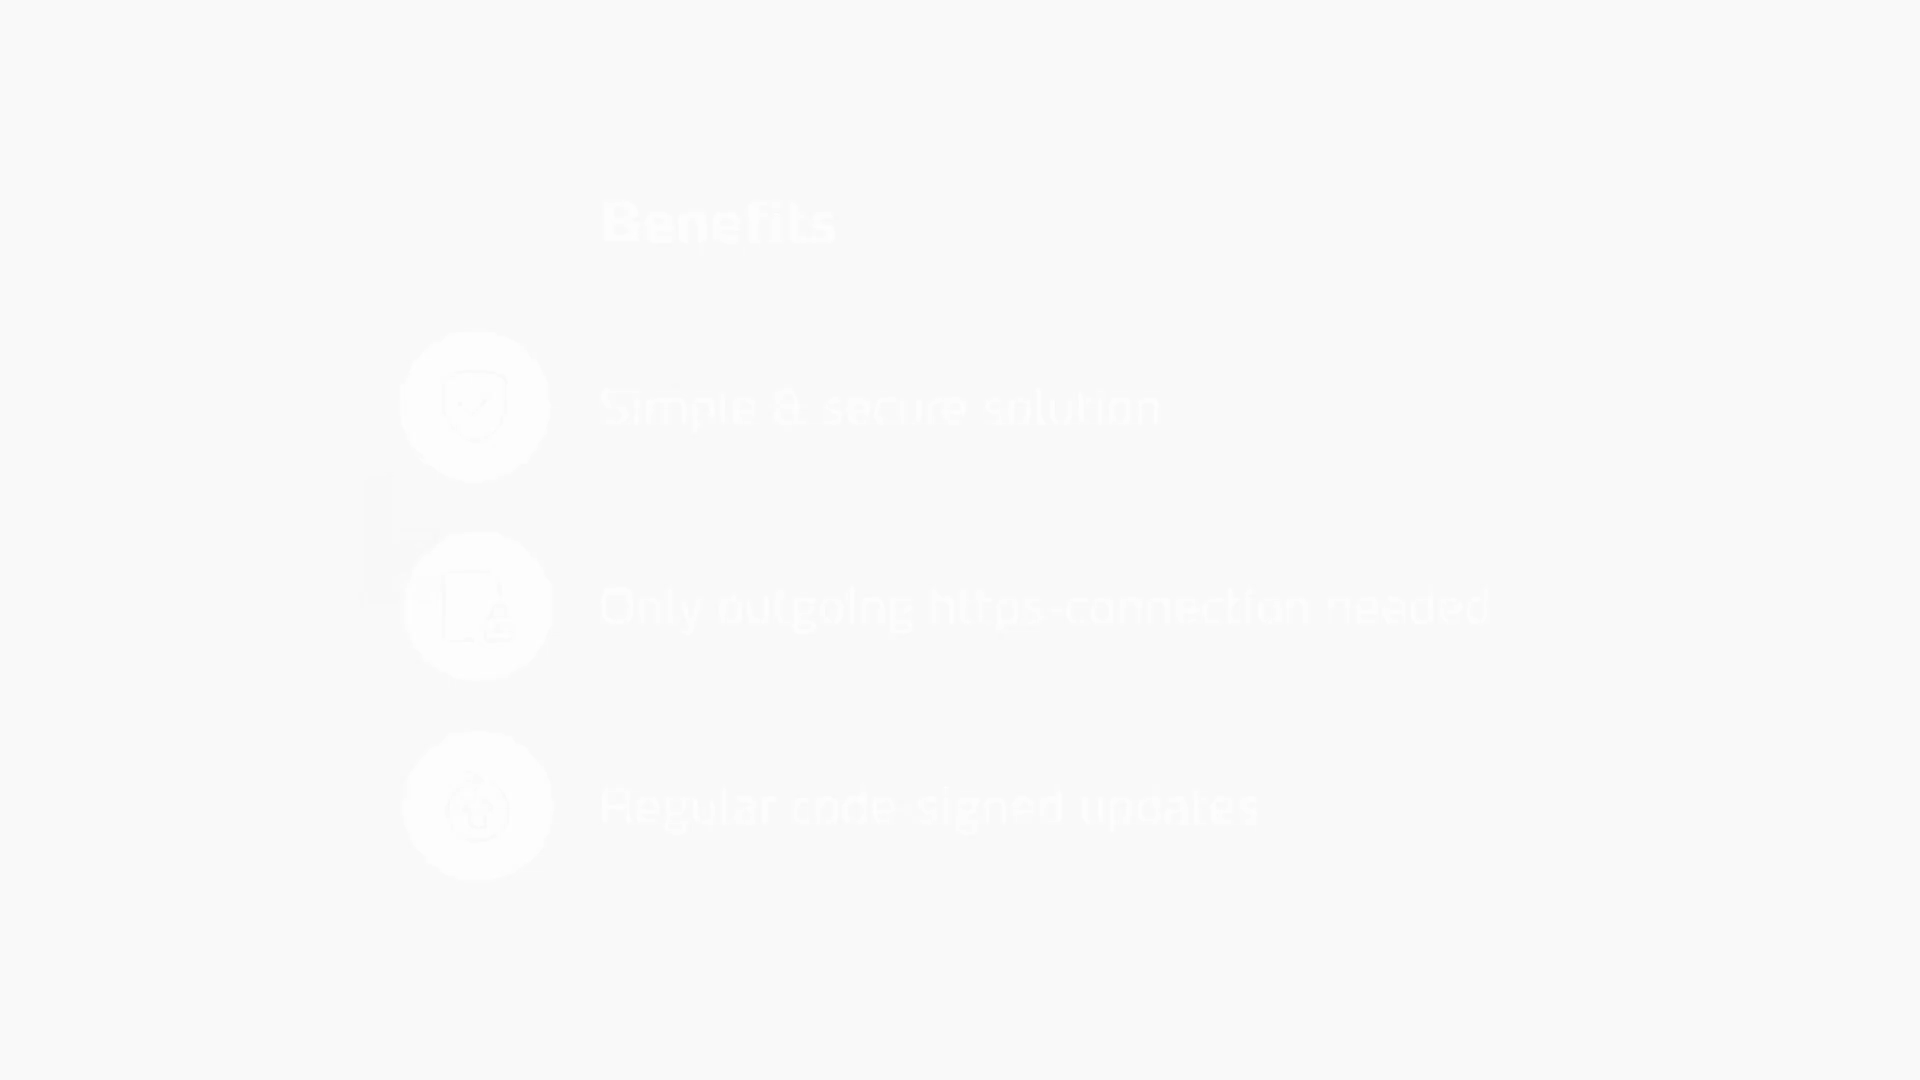 Benefits
Simple & secure solution
Only outgoing https-connection needed
Regular code-signed updates